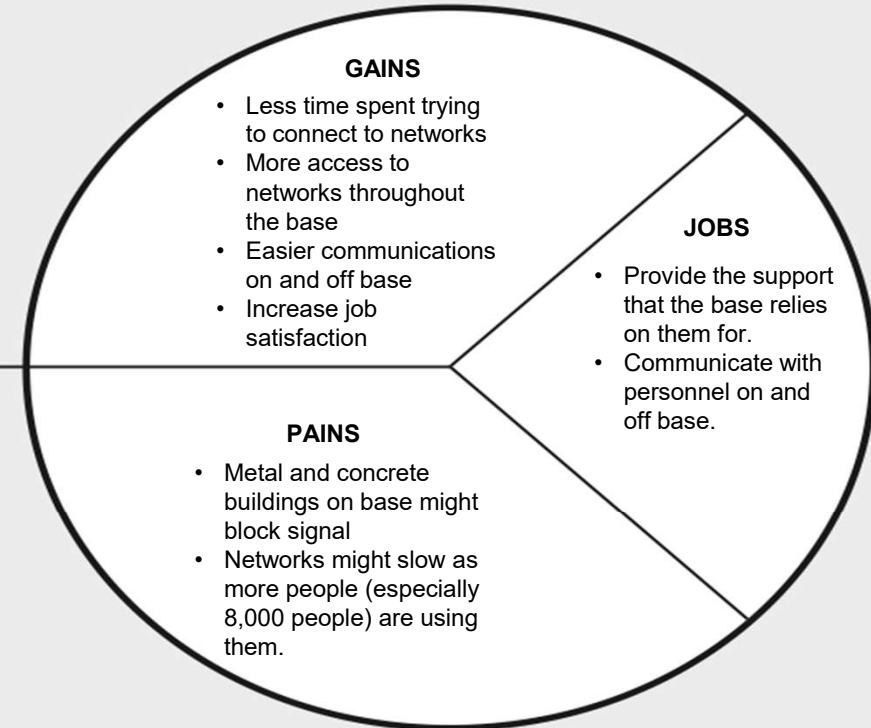 GAINS
• Less time spent trying
to connect to networks
• More access to
networks throughout
the base
• Easier communications
on and off base
• Increase job
satisfaction
JOBS
• Provide the support
that the base relies
on them for.
• Communicate with
personnel on and
off base.
PAINS
• Metal and concrete
buildings on base might
block signal
• Networks might slow as
more people (especially
8,000 people) are using
them.